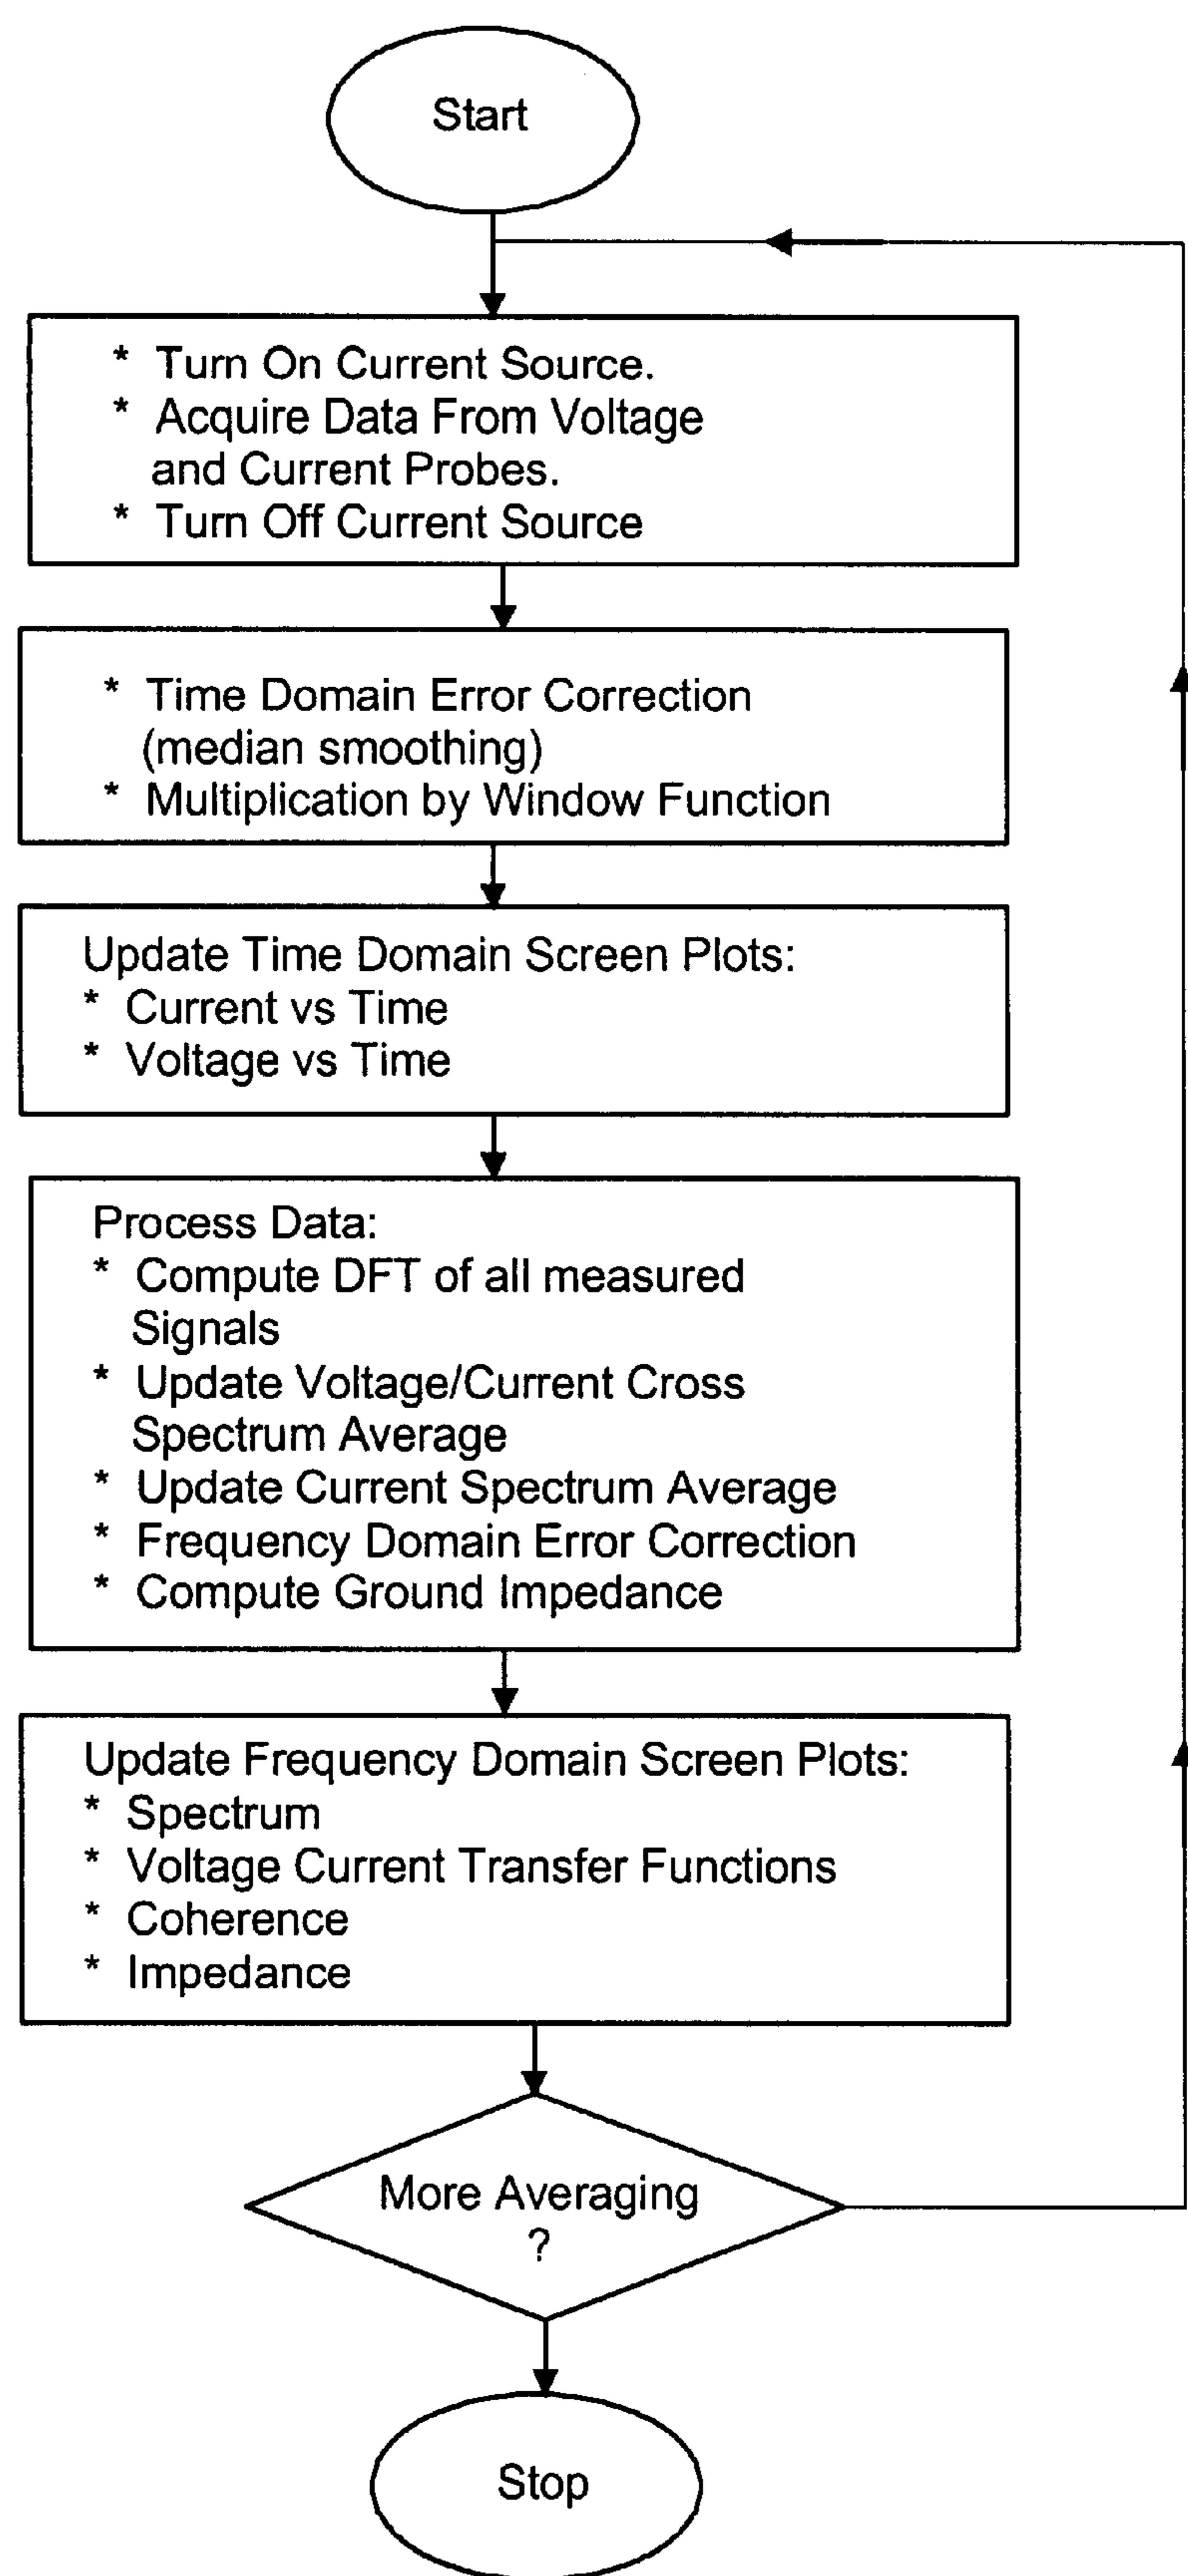 Start
* Turn On Current Source.
* Acquire Data From Voltage
and Current Probes.
* Turn Off Current Source
* Time Domain Error Correction
(median smoothing)
* Multiplication by Window Function
Update Time Domain Screen Plots:
* Current vs Time
* Voltage vs Time
Process Data:
* Compute DFT of all measured
Signals
* Update Voltage/Current Cross
Spectrum Average
* Update Current Spectrum Average
* Frequency Domain Error Correction
* Compute Ground Impedance
Update Frequency Domain Screen Plots:
* Spectrum
* Voltage Current Transfer Functions
* Coherence
* Impedance
More Averaging
?
Stop